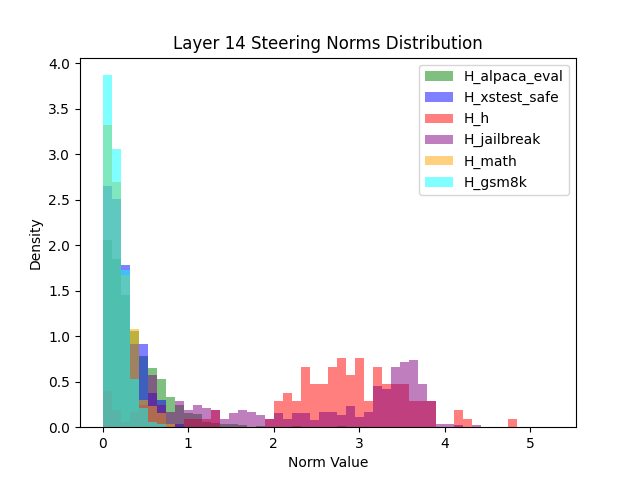 Layer 14 Steering Norms Distribution
4.0
3.5
3.0
2.5
2.0
1.5
1.0
0.5
0.0
Density
H_alpaca_eval
H_xstest_safe
H_h
H_jailbreak
H_math
H_gsm8k
0 1 2 3 4 5
Norm Value